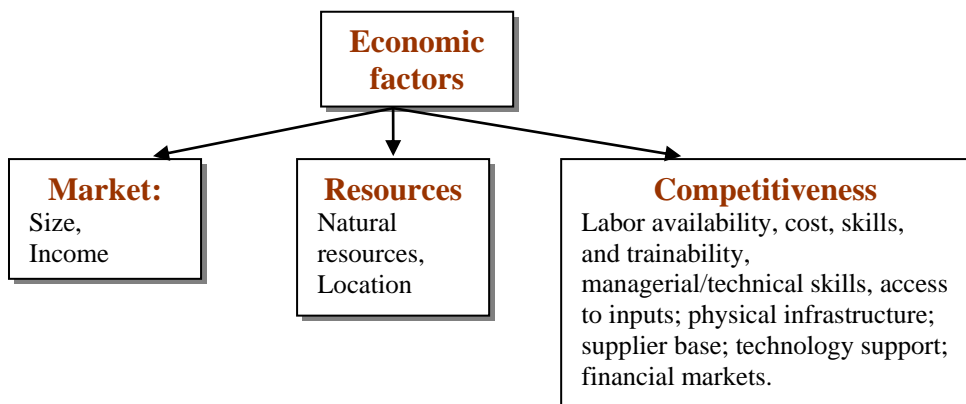 Economic
factors
Market:
Size,
Income
Resources
Natural
resources,
Location
Competitiveness
Labor availability, cost, skills,
and trainability,
managerial/technical skills, access
to inputs; physical infrastructure;
supplier base; technology support;
financial markets.